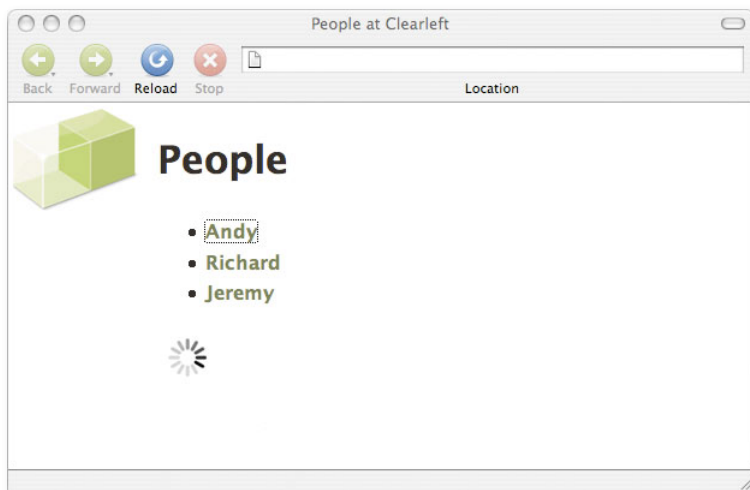 People at Clearleft
Back Forward Reload Stop Location
People
• Andy
• Richard
• Jeremy